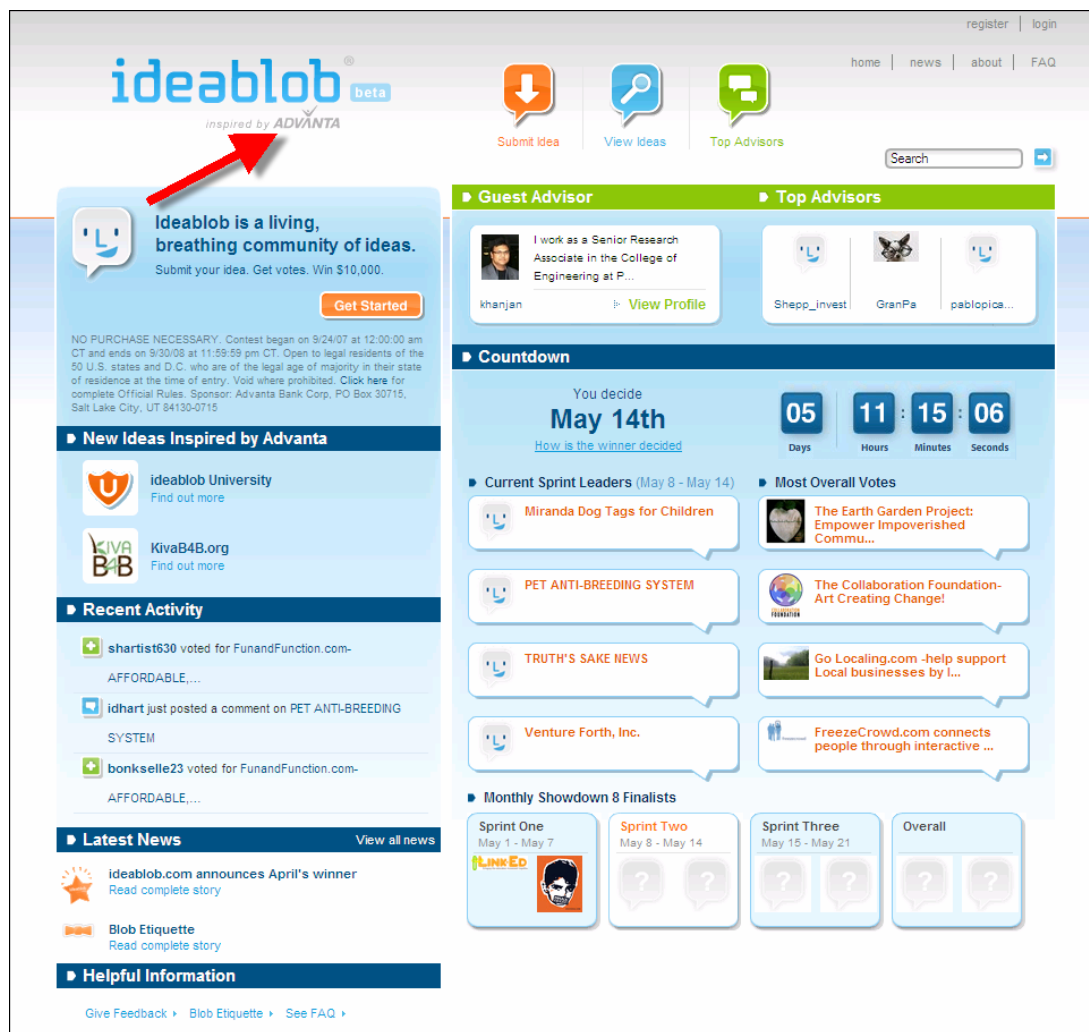 register | login
ideablob®
beta
inspired by ADVANTA
home | news | about | FAQ
Submit Idea
View Ideas
Top Advisors
Search
Ideablob is a living,
breathing community of ideas.
Submit your idea. Get votes. Win $10,000.
Get Started
NO PURCHASE NECESSARY. Contest began on 9/24/07 at 12:00:00 am
CT and ends on 9/30/08 at 11:59:59 pm CT. Open to legal residents of the
50 U.S. states and D.C. who are of the legal age of majority in their state
of residence at the time of entry. Void where prohibited. Click here for
complete Official Rules. Sponsor: Advanta Bank Corp, PO Box 30715,
Salt Lake City, UT 84130-0715
New Ideas Inspired by Advanta
U
ideablob University
Find out more
KIVA
B4B
KivaB4B.org
Find out more
Recent Activity
shartist630 voted for FunandFunction.com-
AFFORDABLE,...
idhart just posted a comment on PET ANTI-BREEDING
SYSTEM
bonkselle23 voted for FunandFunction.com-
AFFORDABLE,...
Latest News
View all news
ideablob.com announces April's winner
Read complete story
Blob Etiquette
Read complete story
Helpful Information
Give Feedback
Blob Etiquette
See FAQ
Guest Advisor
I work as a Senior Research
Associate in the College of
Engineering at P...
khanjan
View Profile
Top Advisors
Shepp_invest
GranPa
pablopica...
Countdown
You decide
May 14th
How is the winner decided
05 11 : 15 : 06
Days Hours Minutes Seconds
Current Sprint Leaders (May 8 - May 14)
Miranda Dog Tags for Children
PET ANTI-BREEDING SYSTEM
TRUTH'S SAKE NEWS
Venture Forth, Inc.
Most Overall Votes
The Earth Garden Project:
Empower Impoverished
Commu...
FOUNDATION
The Collaboration Foundation-
Art Creating Change!
Go Localing.com -help support
Local businesses by l...
FreezeCrowd.com connects
people through interactive ...
Monthly Showdown 8 Finalists
Sprint One
May 1 - May 7
LINK-ED
Sprint Two
May 8 - May 14
? ?
Sprint Three
May 15 - May 21
? ?
Overall
? ?